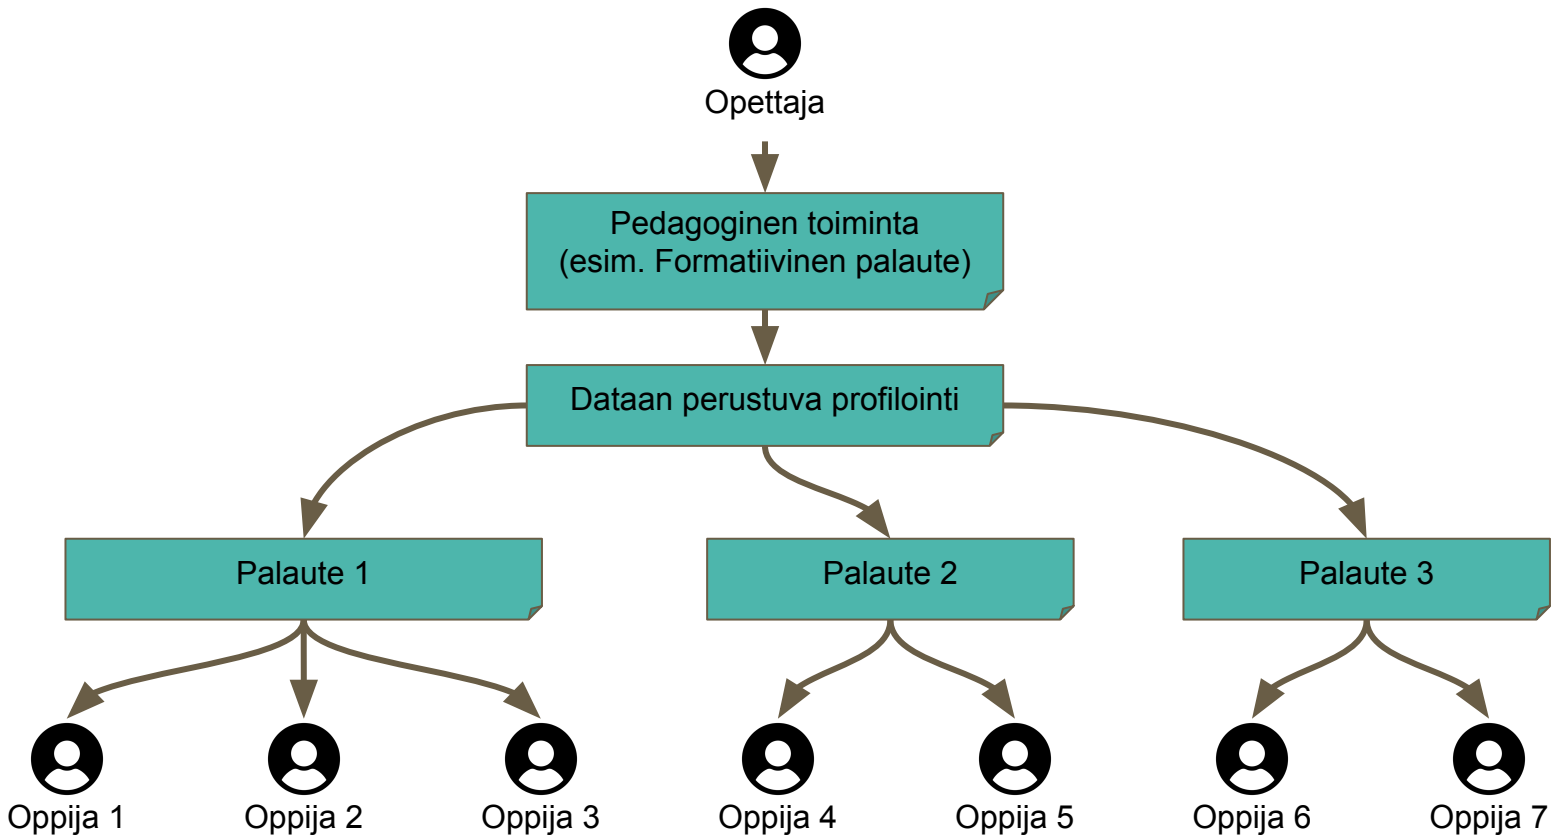 Opettaja
Pedagoginen toiminta
(esim. Formatiivinen palaute)
Dataan perustuva profilointi
Palaute 1
Palaute 2
Palaute 3
Oppija 1
Oppija 2
Oppija 3
Oppija 4
Oppija 5
Oppija 6
Oppija 7